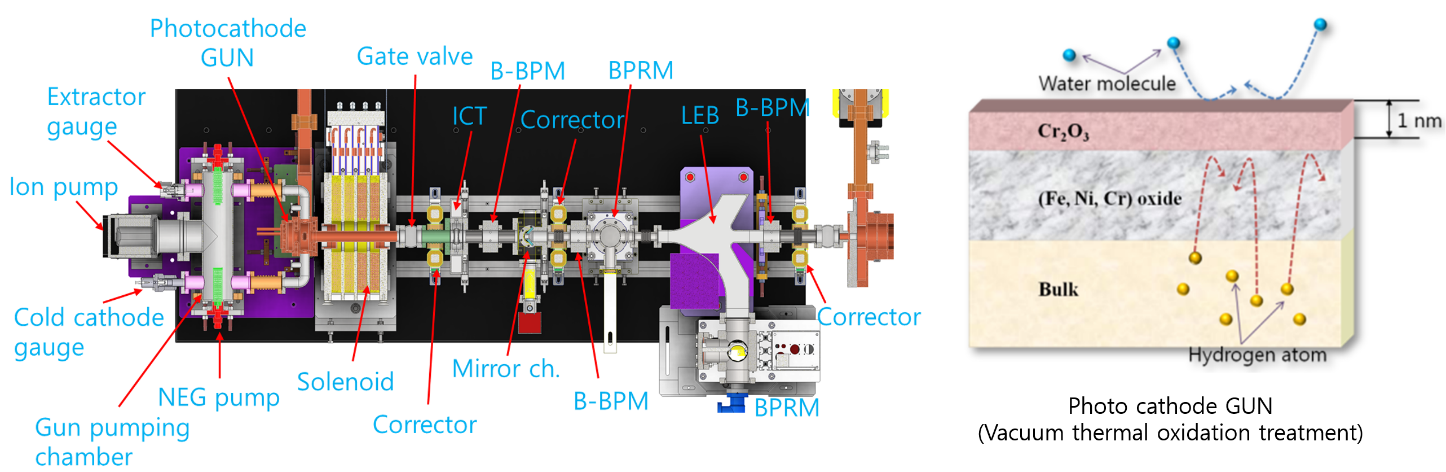 Photocathode
GUN
Gate valve
B-BPM
BPRM
Extractor
gauge
ICT
Corrector
LEB
B-BPM
Ion pump
Cold cathode
gauge
NEG pump
Gun pumping
chamber
Solenoid
Corrector
Mirror ch.
B-BPM
BPRM
Corrector
Water molecule
Cr₂O₃
1 nm
(Fe, Ni, Cr) oxide
Bulk
Hydrogen atom
Photo cathode GUN
(Vacuum thermal oxidation treatment)